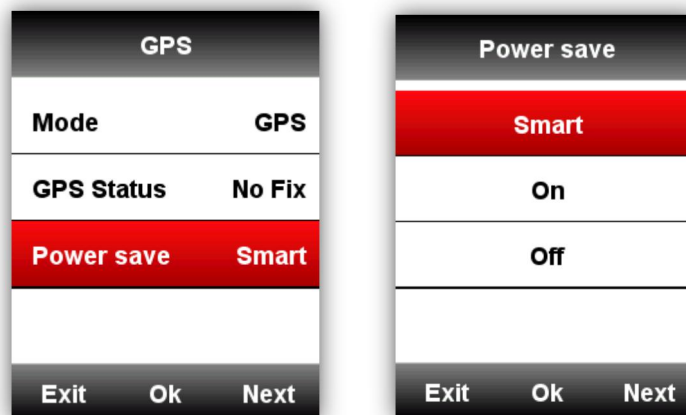 GPS
Mode GPS
GPS Status No Fix
Power save Smart
Exit Ok Next
Power save
Smart
On
Off
Exit Ok Next